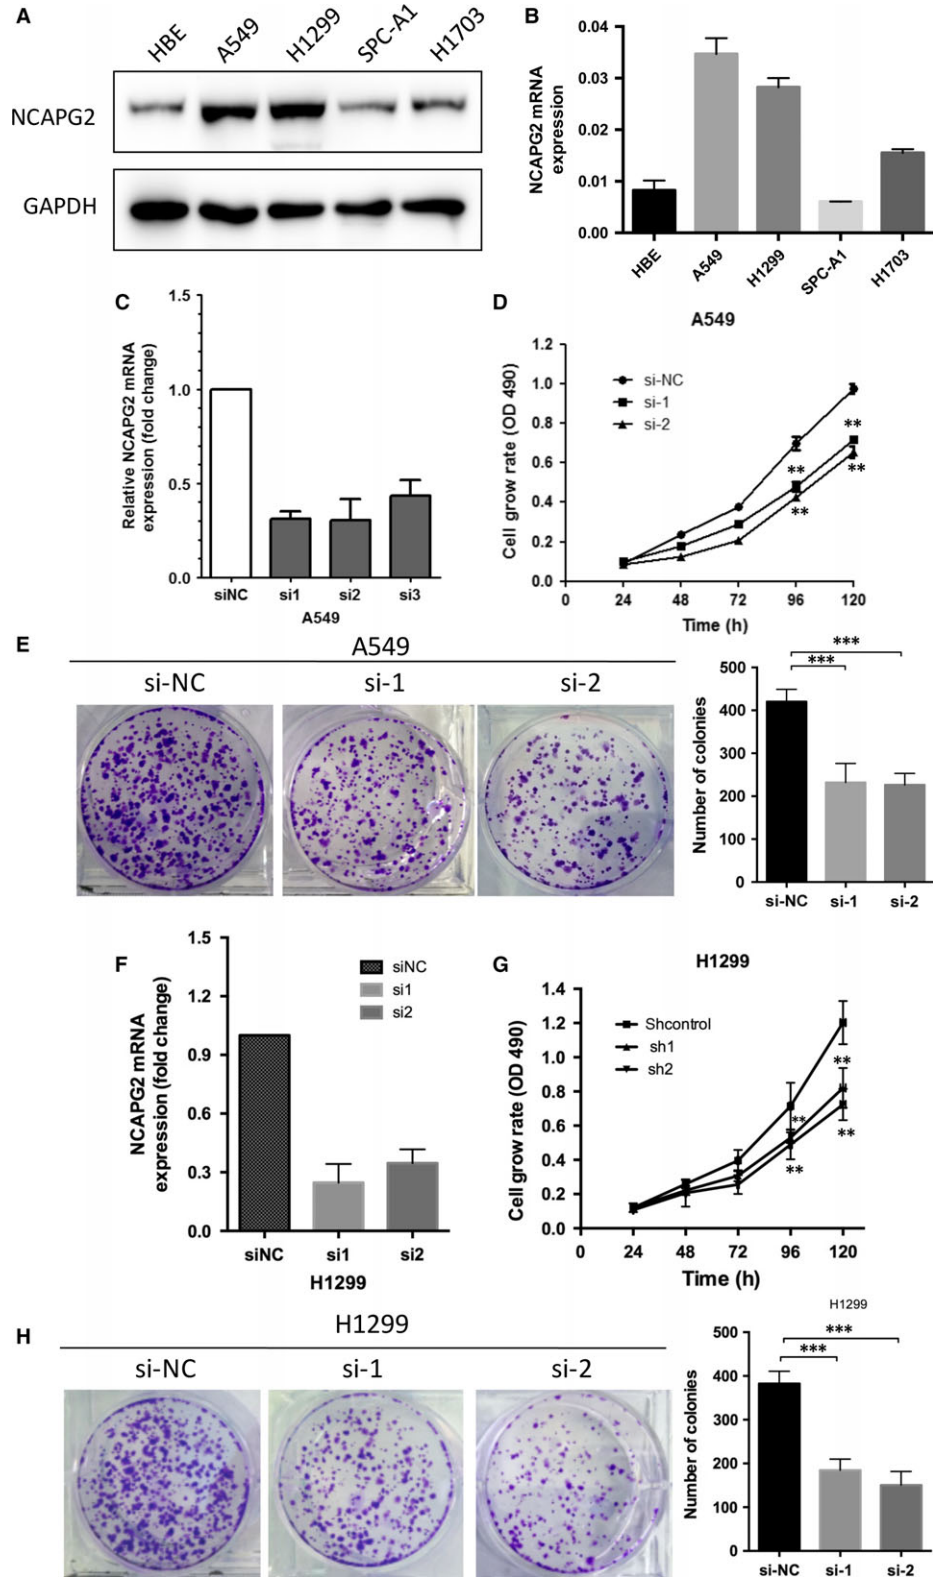 A
HBE A549 H1299 SPC-A1 H1703
NCAPG2
GAPDH
B
NCAPG2 mRNA
expression
0.04
0.03
0.02
0.01
0.00
HBE A549 H1299 SPC-A1 H1703
C
Relative NCAPG2 mRNA
expression (fold change)
1.5
1.0
0.5
0.0
siNC si1 si2 si3
A549
D
A549
Cell grow rate (OD 490)
1.2
1.0
0.8
0.6
0.4
0.2
0.0
si-NC
si-1
si-2
** **
** **
0 24 48 72 96 120
Time (h)
E
A549
si-NC si-1 si-2
***
***
Number of colonies
500
400
300
200
100
0
si-NC si-1 si-2
F
NCAPG2 mRNA
expression (fold change)
1.5
1.2
0.9
0.6
0.3
0.0
siNC
si1
si2
siNC si1 si2
H1299
G
H1299
Cell grow rate (OD 490)
1.4
1.2
1.0
0.8
0.6
0.4
0.2
0.0
Shcontrol
sh1
sh2
** **
** **
0 24 48 72 96 120
Time (h)
H
H1299
si-NC si-1 si-2
H1299
***
***
Number of colonies
500
400
300
200
100
0
si-NC si-1 si-2